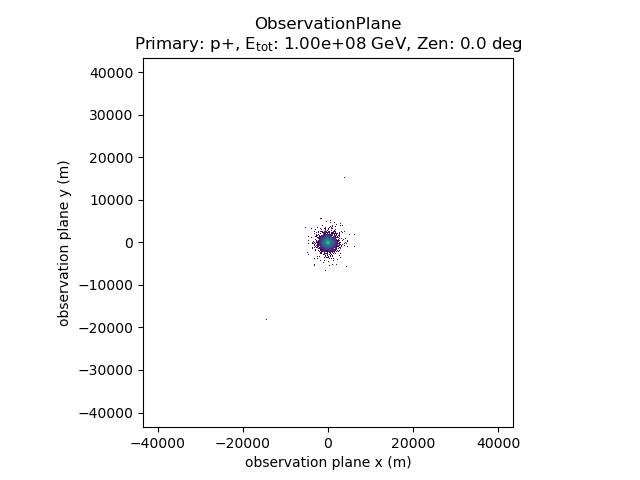 ObservationPlane
Primary: p+, E_tot: 1.00e+08 GeV, Zen: 0.0 deg
40000
30000
20000
10000
0
−10000
−20000
−30000
−40000
observation plane y (m)
−40000 −20000 0 20000 40000
observation plane x (m)